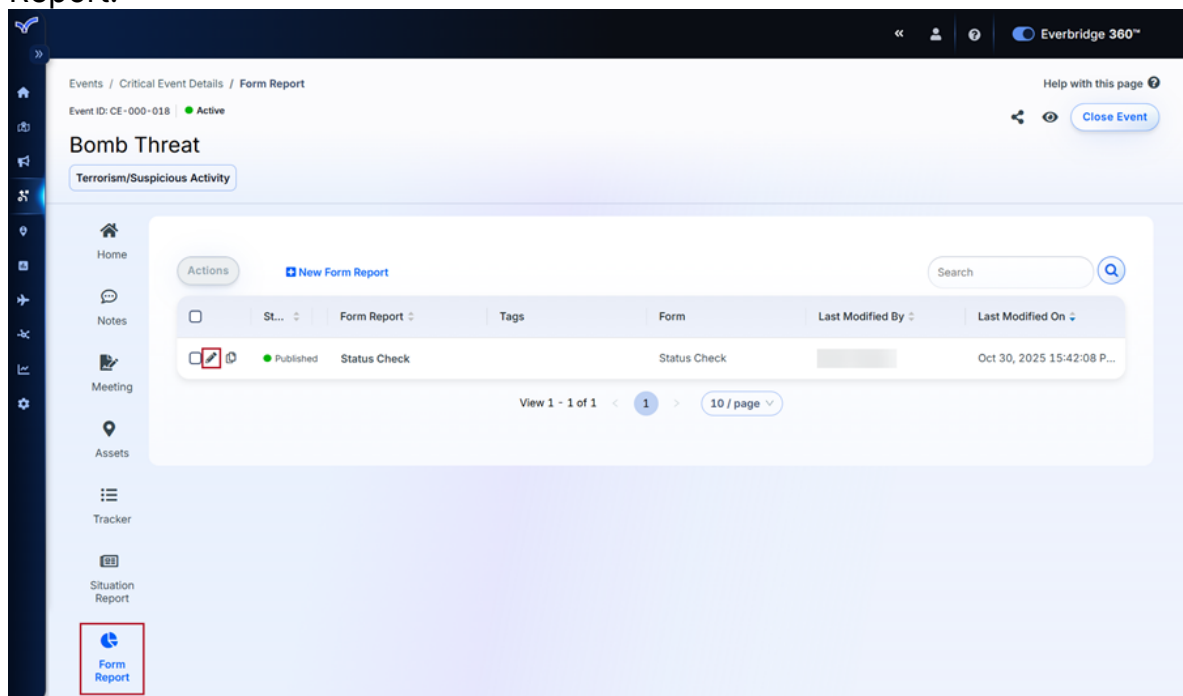 Report.
« Everbridge 360™
»
Events / Critical Event Details / Form Report
Help with this page
Event ID: CE-000-018 Active
Close Event
Bomb Threat
Terrorism/Suspicious Activity
Home
Actions
New Form Report
Search
Notes
St...
Form Report
Tags
Form
Last Modified By
Last Modified On
Published
Status Check
Status Check
Oct 30, 2025 15:42:08 P...
Meeting
View 1 - 1 of 1 < 1 > 10 / page
Assets
Tracker
Situation
Report
Form
Report